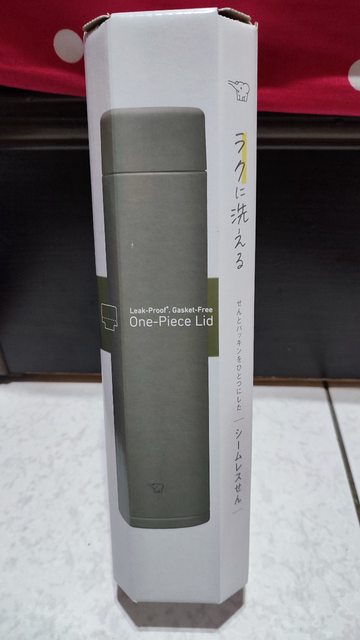 Leak-Proof*, Gasket-Free
One-Piece Lid
ラクに洗える
せんとパッキンをひとつにした
シームレスせん